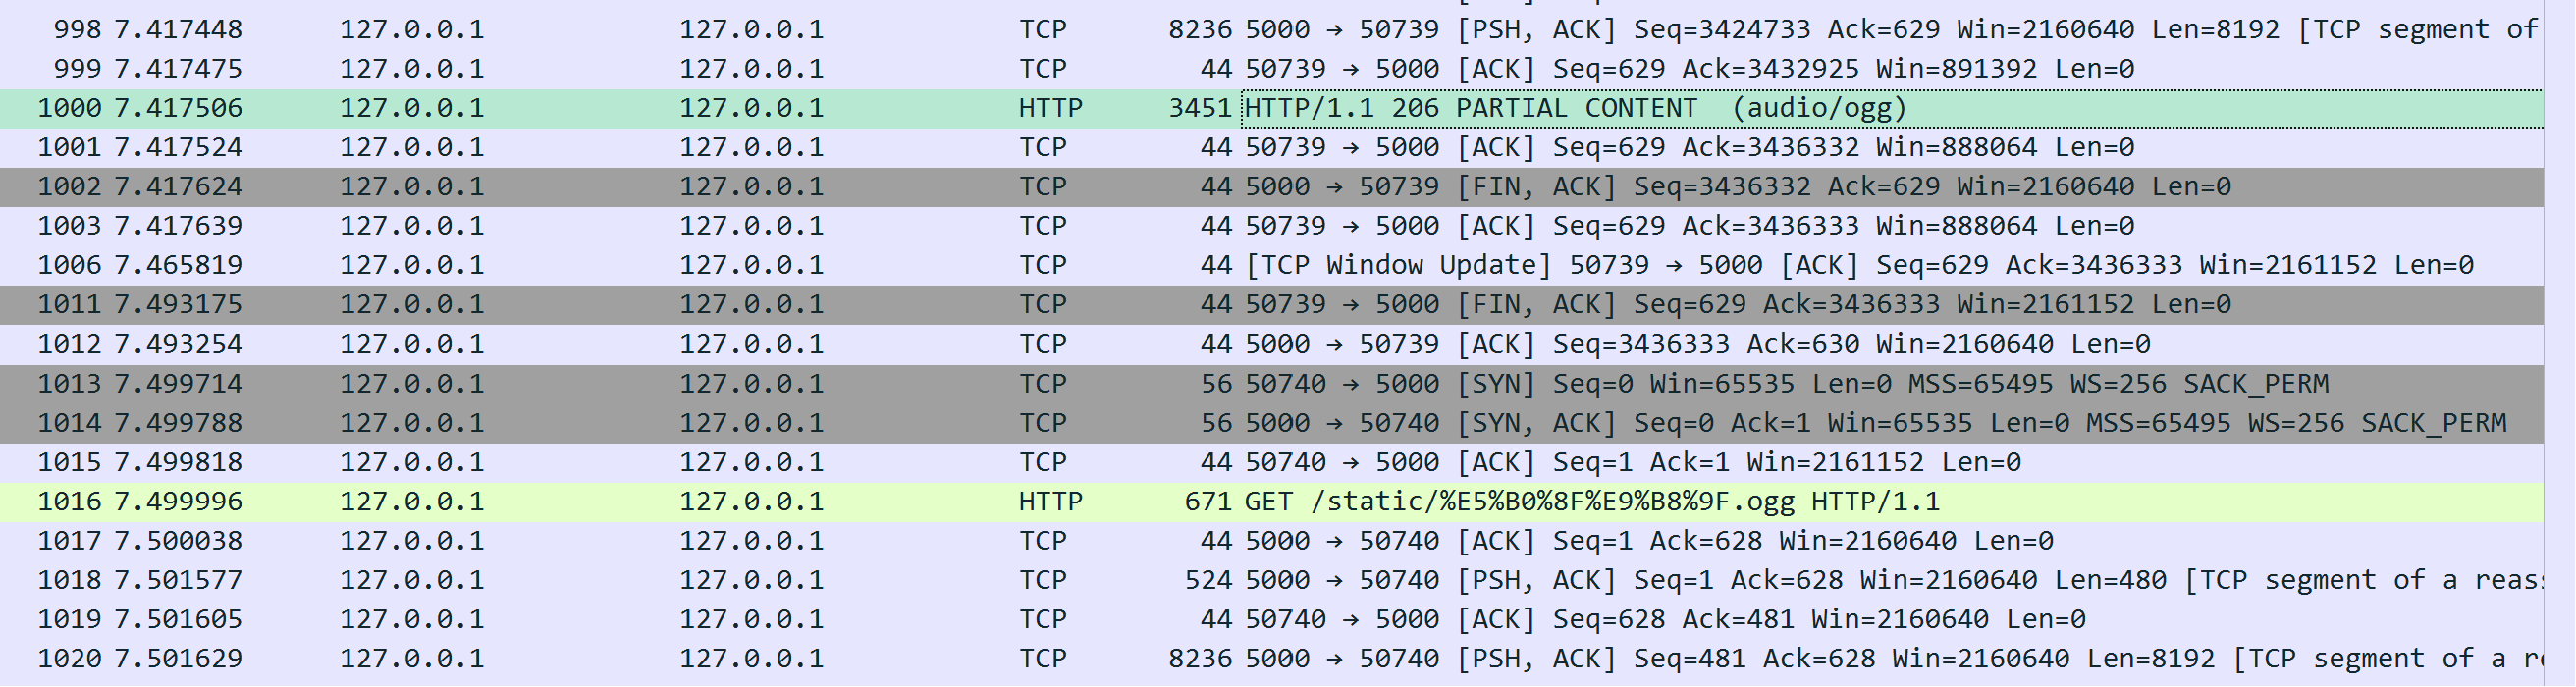 998 7.417448 127.0.0.1 127.0.0.1 TCP 8236 5000 → 50739 [PSH, ACK] Seq=3424733 Ack=629 Win=2160640 Len=8192 [TCP segment of
999 7.417475 127.0.0.1 127.0.0.1 TCP 44 50739 → 5000 [ACK] Seq=629 Ack=3432925 Win=891392 Len=0
1000 7.417506 127.0.0.1 127.0.0.1 HTTP 3451 HTTP/1.1 206 PARTIAL CONTENT (audio/ogg)
1001 7.417524 127.0.0.1 127.0.0.1 TCP 44 50739 → 5000 [ACK] Seq=629 Ack=3436332 Win=888064 Len=0
1002 7.417624 127.0.0.1 127.0.0.1 TCP 44 5000 → 50739 [FIN, ACK] Seq=3436332 Ack=629 Win=2160640 Len=0
1003 7.417639 127.0.0.1 127.0.0.1 TCP 44 50739 → 5000 [ACK] Seq=629 Ack=3436333 Win=888064 Len=0
1006 7.465819 127.0.0.1 127.0.0.1 TCP 44 [TCP Window Update] 50739 → 5000 [ACK] Seq=629 Ack=3436333 Win=2161152 Len=0
1011 7.493175 127.0.0.1 127.0.0.1 TCP 44 50739 → 5000 [FIN, ACK] Seq=629 Ack=3436333 Win=2161152 Len=0
1012 7.493254 127.0.0.1 127.0.0.1 TCP 44 5000 → 50739 [ACK] Seq=3436333 Ack=630 Win=2160640 Len=0
1013 7.499714 127.0.0.1 127.0.0.1 TCP 56 50740 → 5000 [SYN] Seq=0 Win=65535 Len=0 MSS=65495 WS=256 SACK_PERM
1014 7.499788 127.0.0.1 127.0.0.1 TCP 56 5000 → 50740 [SYN, ACK] Seq=0 Ack=1 Win=65535 Len=0 MSS=65495 WS=256 SACK_PERM
1015 7.499818 127.0.0.1 127.0.0.1 TCP 44 50740 → 5000 [ACK] Seq=1 Ack=1 Win=2161152 Len=0
1016 7.499996 127.0.0.1 127.0.0.1 HTTP 671 GET /static/%E5%B0%8F%E9%B8%9F.ogg HTTP/1.1
1017 7.500038 127.0.0.1 127.0.0.1 TCP 44 5000 → 50740 [ACK] Seq=1 Ack=628 Win=2160640 Len=0
1018 7.501577 127.0.0.1 127.0.0.1 TCP 524 5000 → 50740 [PSH, ACK] Seq=1 Ack=628 Win=2160640 Len=480 [TCP segment of a reas
1019 7.501605 127.0.0.1 127.0.0.1 TCP 44 50740 → 5000 [ACK] Seq=628 Ack=481 Win=2160640 Len=0
1020 7.501629 127.0.0.1 127.0.0.1 TCP 8236 5000 → 50740 [PSH, ACK] Seq=481 Ack=628 Win=2160640 Len=8192 [TCP segment of a r